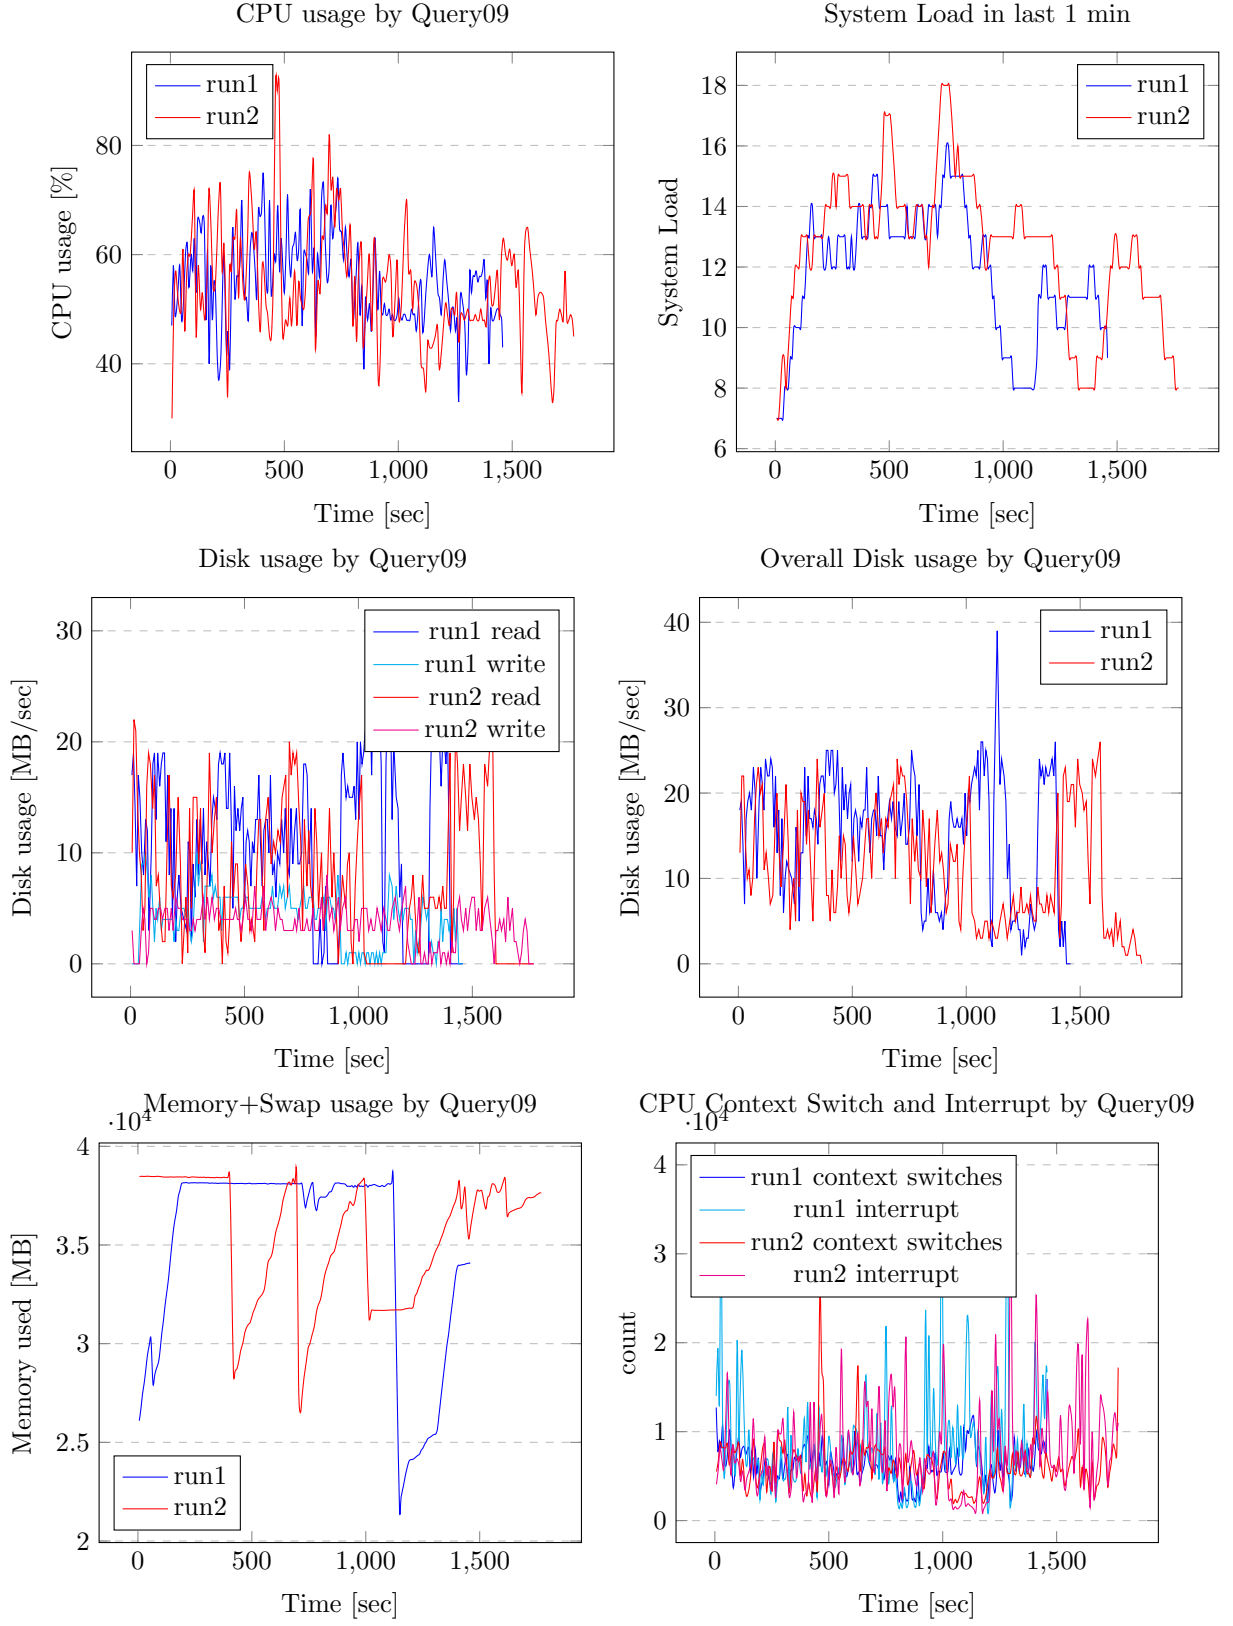 CPU usage by Query09
CPU usage [%]
80
60
40
run1
run2
0
500
1,000
1,500
Time [sec]
System Load in last 1 min
System Load
18
16
14
12
10
8
6
run1
run2
0
500
1,000
1,500
Time [sec]
Disk usage by Query09
Disk usage [MB/sec]
30
20
10
0
run1 read
run1 write
run2 read
run2 write
0
500
1,000
1,500
Time [sec]
Overall Disk usage by Query09
Disk usage [MB/sec]
40
30
20
10
0
run1
run2
0
500
1,000
1,500
Time [sec]
Memory+Swap usage by Query09
·10⁴
Memory used [MB]
4
3.5
3
2.5
2
run1
run2
0
500
1,000
1,500
Time [sec]
CPU Context Switch and Interrupt by Query09
·10⁴
count
4
3
2
1
0
run1 context switches
run1 interrupt
run2 context switches
run2 interrupt
0
500
1,000
1,500
Time [sec]